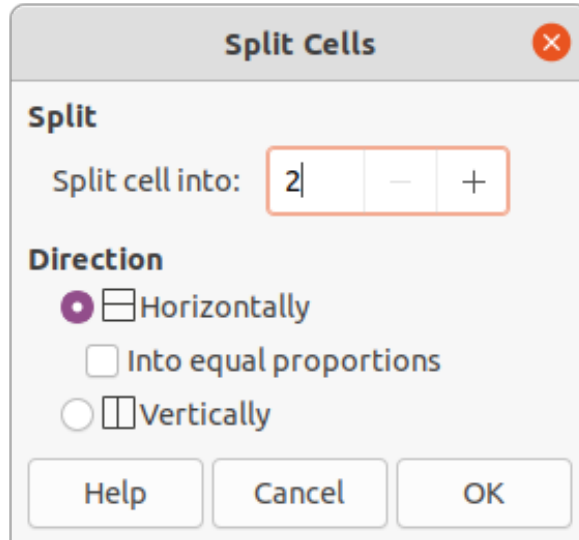 Split Cells
Split
Split cell into: 2
Direction
Horizontally
Into equal proportions
Vertically
Help Cancel OK